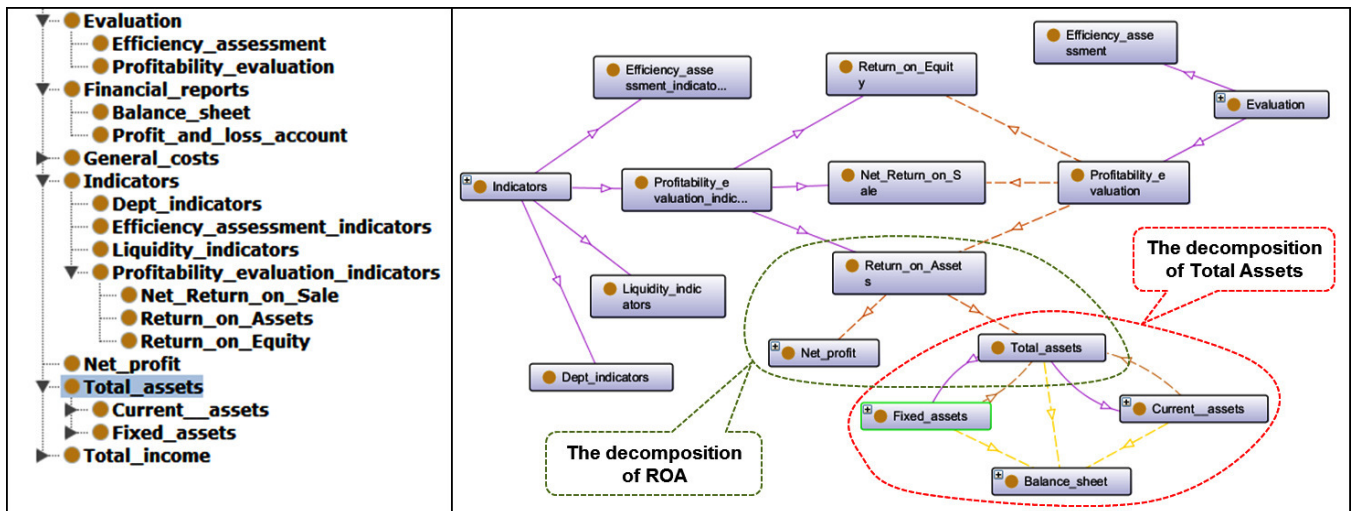 Evaluation
Efficiency_assessment
Profitability_evaluation
Financial_reports
Balance_sheet
Profit_and_loss_account
General_costs
Indicators
Dept_indicators
Efficiency_assessment_indicators
Liquidity_indicators
Profitability_evaluation_indicators
Net_Return_on_Sale
Return_on_Assets
Return_on_Equity
Net_profit
Total_assets
Current__assets
Fixed_assets
Total_income
Efficiency_asse
ssment
Efficiency_asse
ssment_indicato...
Return_on_Equit
y
Evaluation
Indicators
Profitability_e
valuation_indic...
Net_Return_on_S
ale
Profitability_e
valuation
The decomposition
of Total Assets
Return_on_Asset
s
Liquidity_indic
ators
Net_profit
Total_assets
Dept_indicators
Fixed_assets
Current__assets
The decomposition
of ROA
Balance_sheet